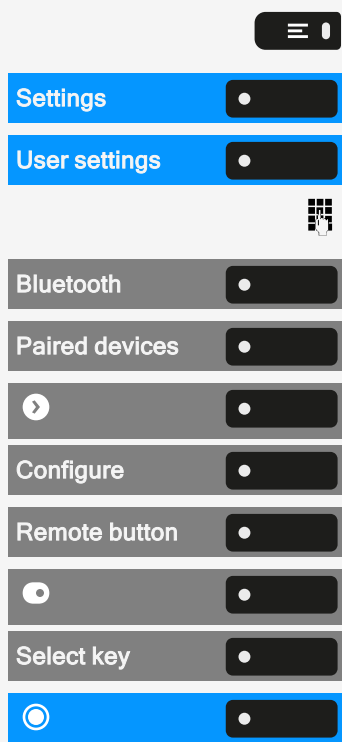 Settings
User settings
Bluetooth
Paired devices
Configure
Remote button
Select key